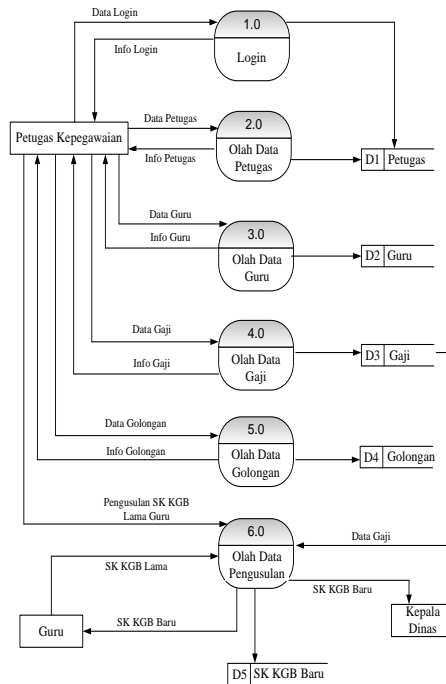 Data Login
1.0
Info Login
Login
Data Petugas
2.0
Petugas Kepegawaian
Info Petugas
Olah Data
Petugas
D1 Petugas
Data Guru
3.0
Info Guru
Olah Data
Guru
D2 Guru
Data Gaji
4.0
Info Gaji
Olah Data
Gaji
D3 Gaji
Data Golongan
5.0
Info Golongan
Olah Data
Golongan
D4 Golongan
Pengusulan SK KGB
Lama Guru
6.0
Olah Data
Pengusulan
Data Gaji
SK KGB Lama
SK KGB Baru
Kepala
Dinas
Guru
SK KGB Baru
D5 SK KGB Baru